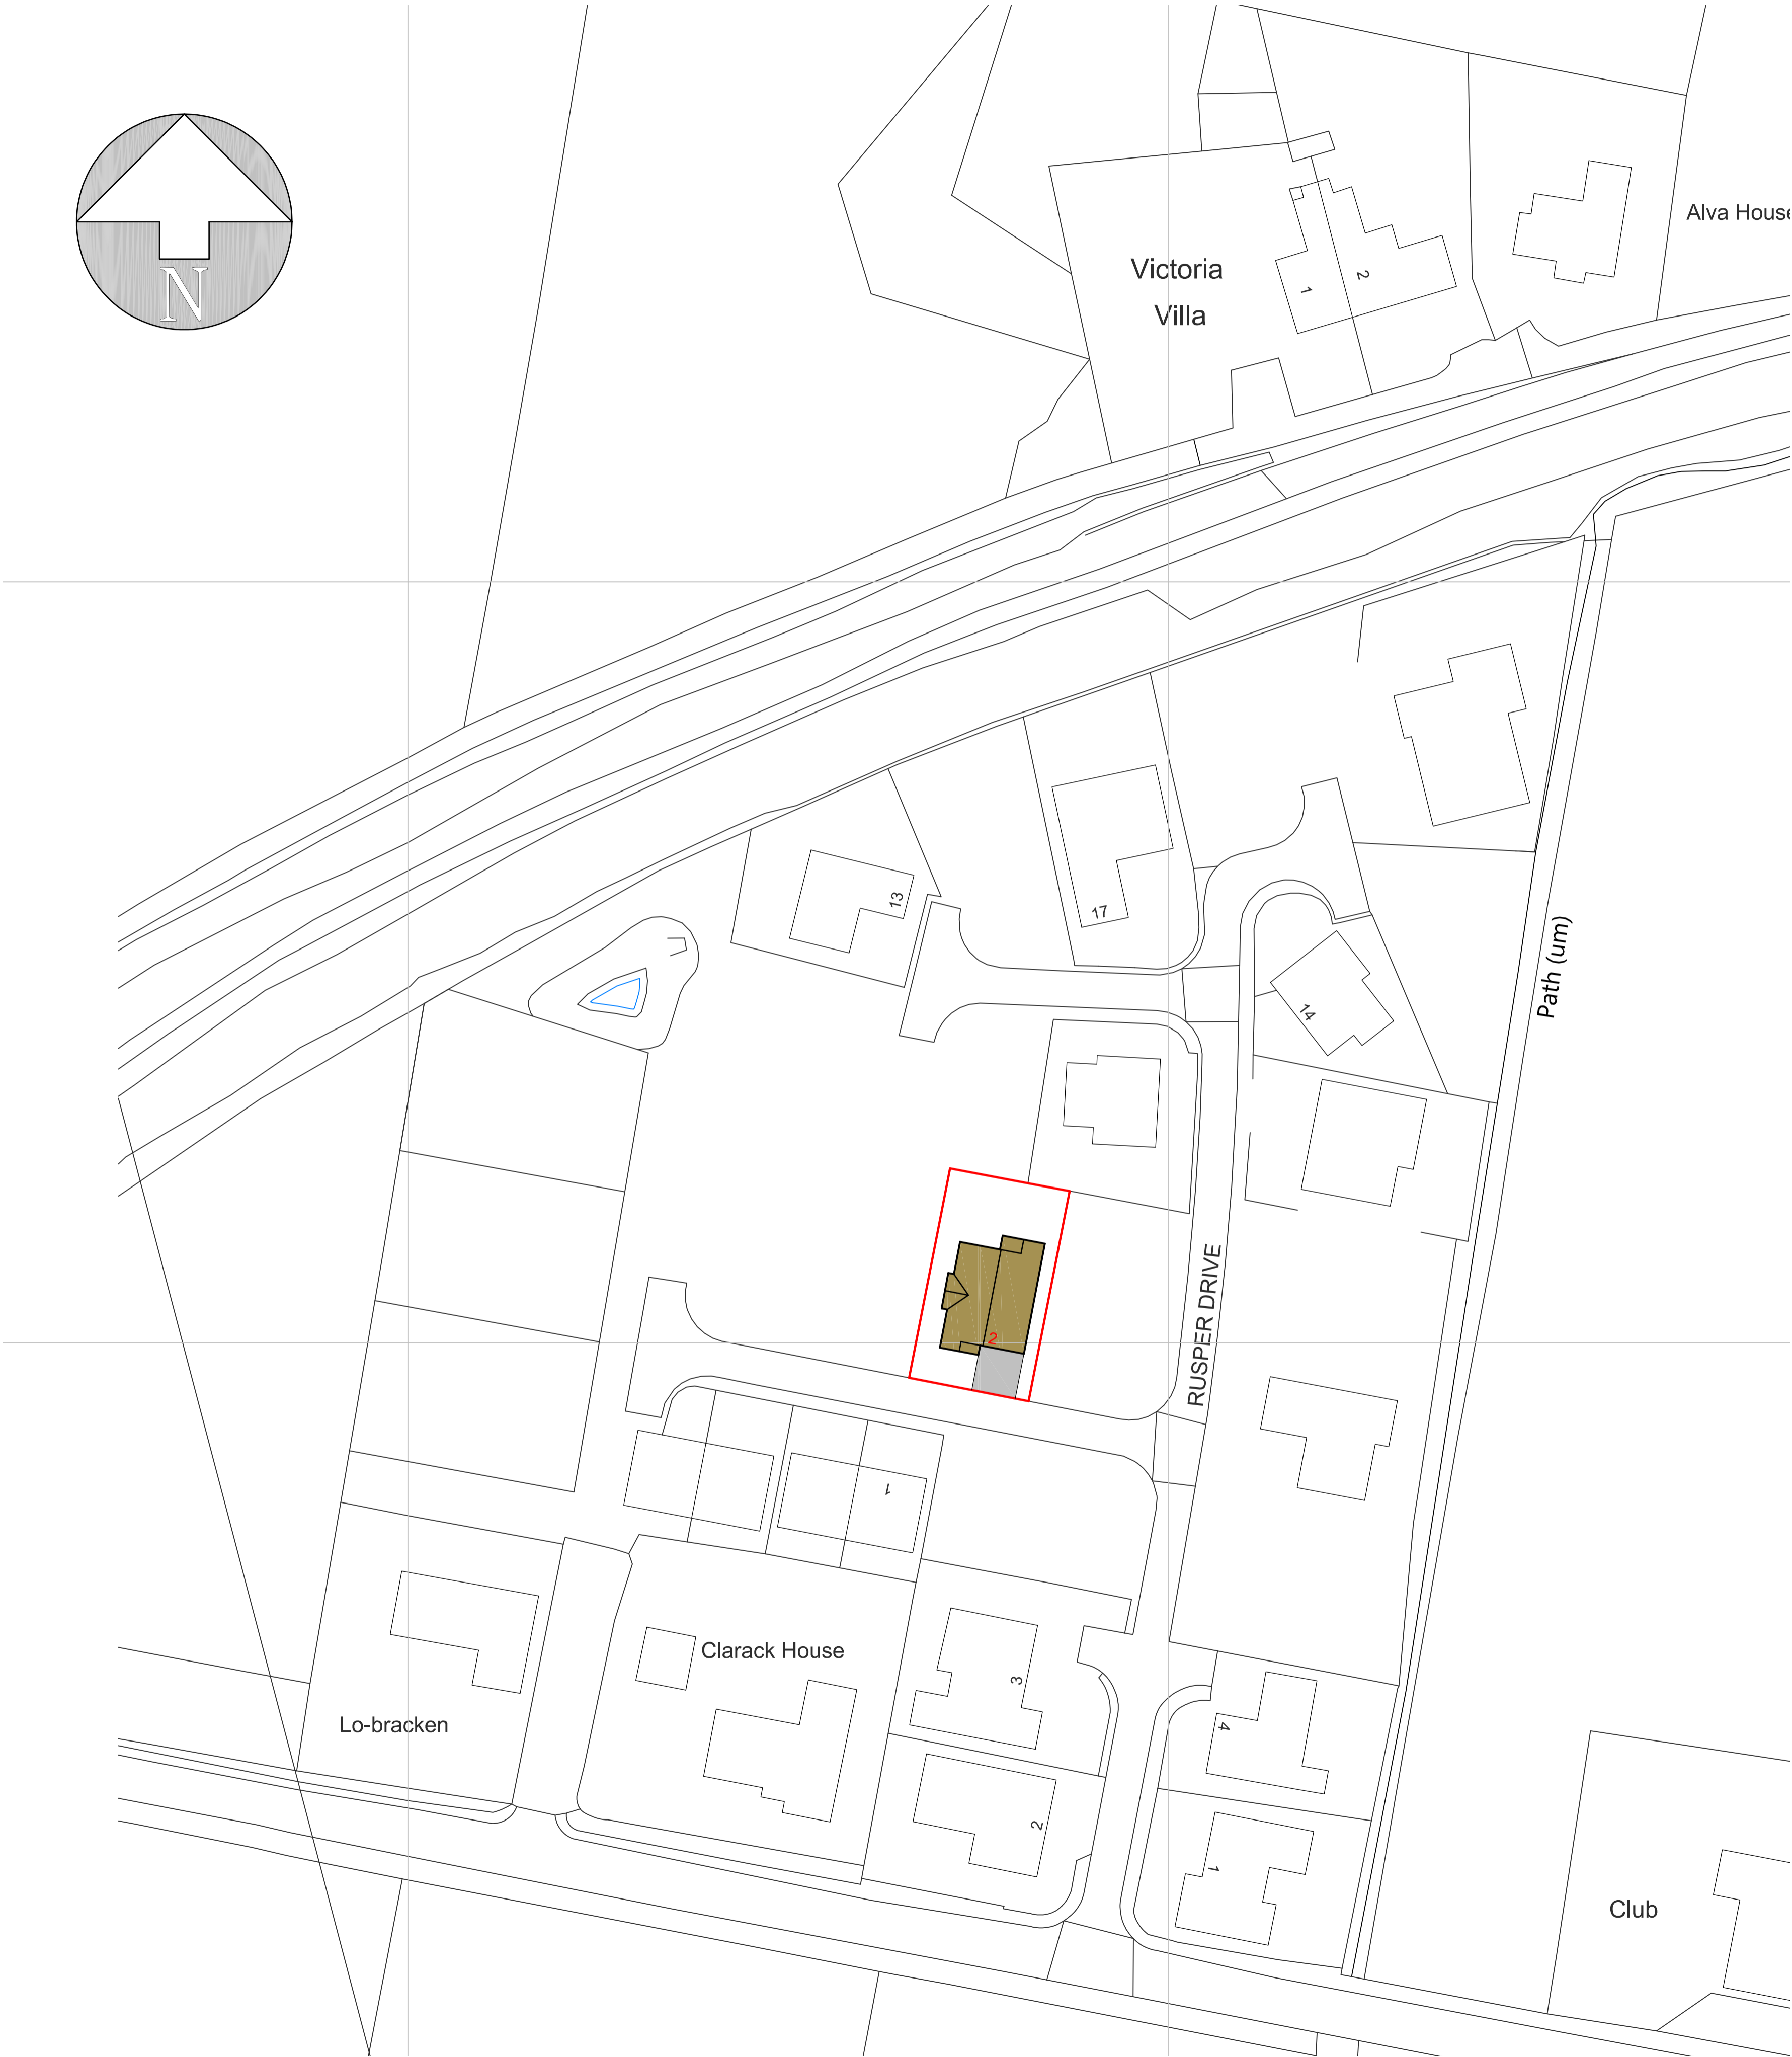 N
Alva House
Victoria
Villa
1
2
13
17
14
Path (um)
RUSPER DRIVE
2
1
Clarack House
3
Lo-bracken
4
2
1
Club